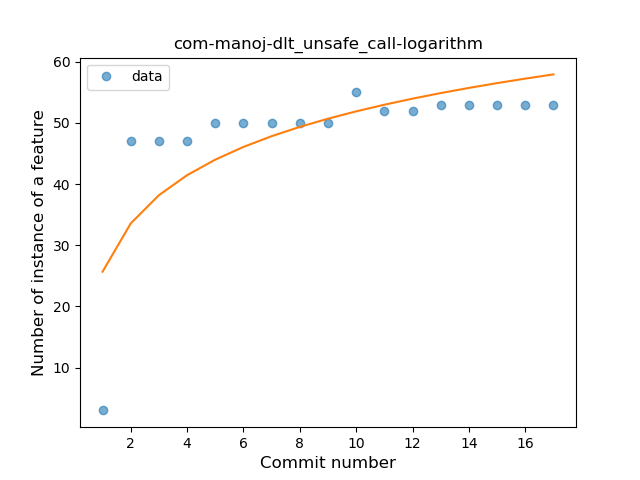 com-manoj-dlt_unsafe_call-logarithm
data
Number of instance of a feature
60
50
40
30
20
10
2 4 6 8 10 12 14 16
Commit number